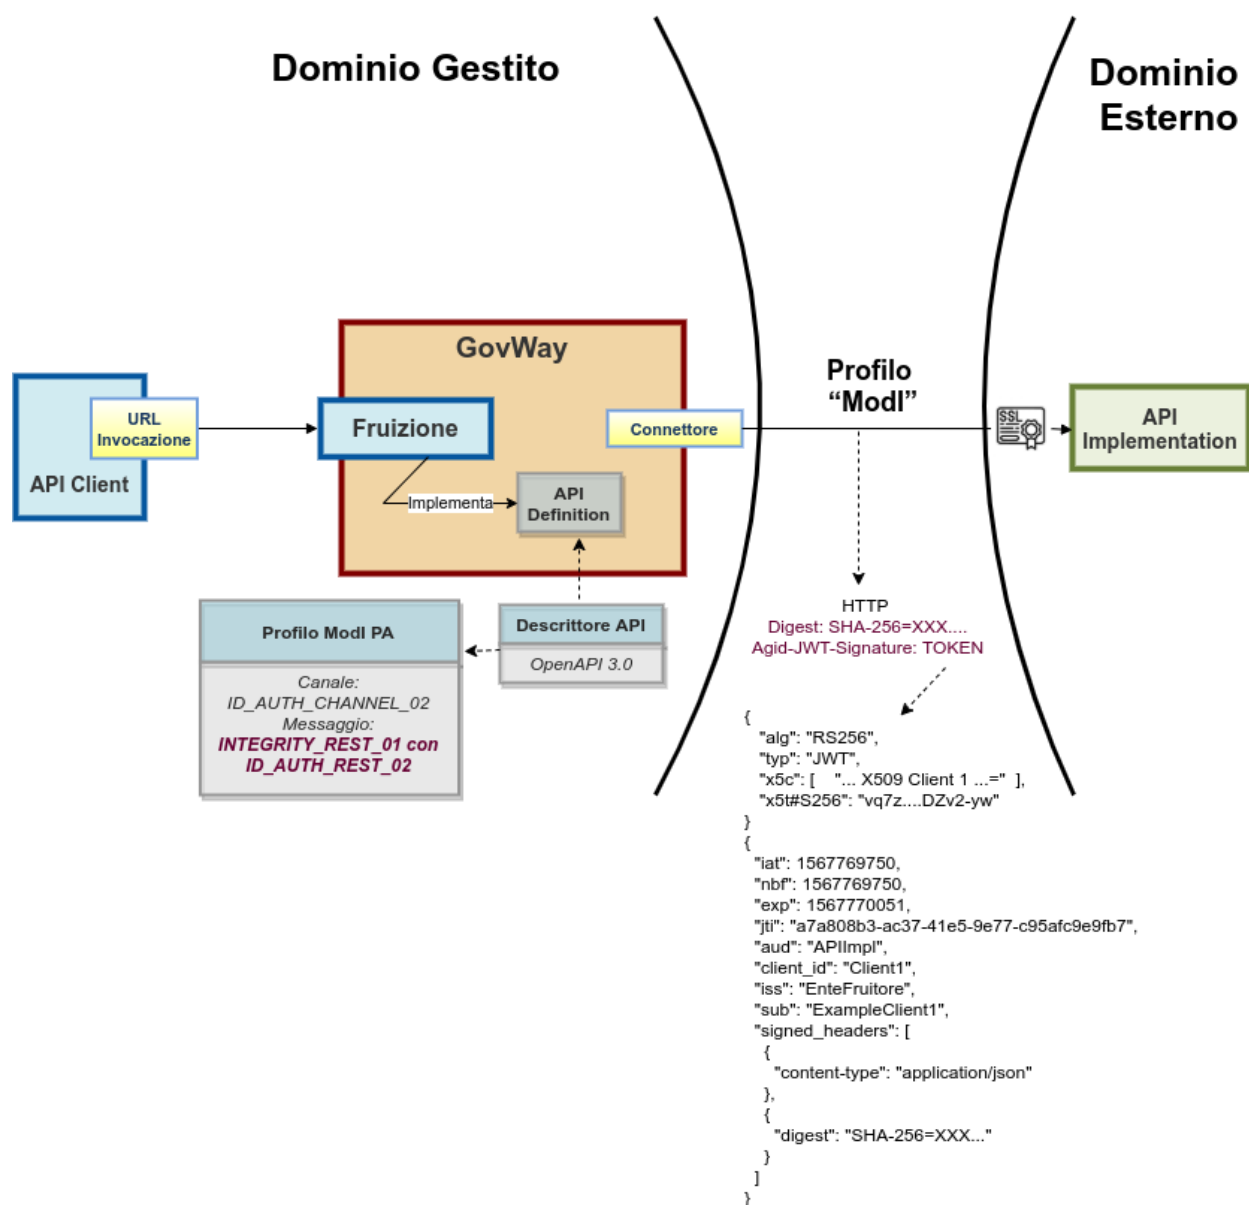 Dominio Gestito
Dominio
Esterno
GovWay
URL
Invocazione
API Client
Fruizione
Implementa
API
Definition
Connettore
Profilo
“ModI”
SSL
API
Implementation
Profilo ModI PA
Canale:
ID_AUTH_CHANNEL_02
Messaggio:
INTEGRITY_REST_01 con
ID_AUTH_REST_02
Descrittore API
OpenAPI 3.0
HTTP
Digest: SHA-256=XXX....
Agid-JWT-Signature: TOKEN
{
"alg": "RS256",
"typ": "JWT",
"x5c": [ "... X509 Client 1 ...=" ],
"x5t#S256": "vq7z....DZv2-yw"
}
{
"iat": 1567769750,
"nbf": 1567769750,
"exp": 1567770051,
"jti": "a7a808b3-ac37-41e5-9e77-c95afc9e9fb7",
"aud": "APIImpl",
"client_id": "Client1",
"iss": "EnteFruitore",
"sub": "ExampleClient1",
"signed_headers": [
{
"content-type": "application/json"
},
{
"digest": "SHA-256=XXX..."
}
]
}